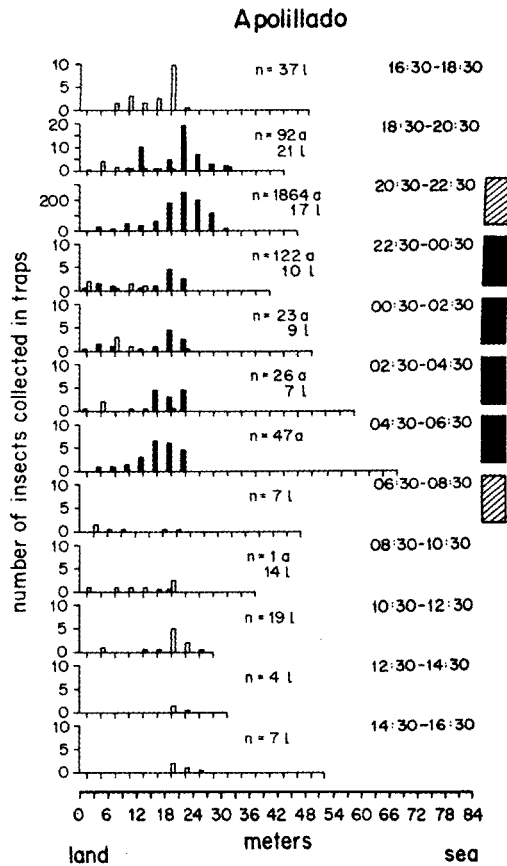 Apolillado
number of insects collected in traps
10
5
0
n = 37 l
16:30-18:30
20
10
5
0
n = 92 a
21 l
18:30-20:30
200
0
n = 1864 a
17 l
20:30-22:30
10
5
0
n = 122 a
10 l
22:30-00:30
10
5
0
n = 23 a
9 l
00:30-02:30
10
5
0
n = 26 a
7 l
02:30-04:30
10
5
0
n = 47 a
04:30-06:30
10
5
0
n = 7 l
06:30-08:30
10
5
0
n = 1 a
14 l
08:30-10:30
10
5
0
n = 19 l
10:30-12:30
10
5
0
n = 4 l
12:30-14:30
10
5
0
n = 7 l
14:30-16:30
0 6 12 18 24 30 36 42 48 54 60 66 72 78 84
land meters sea